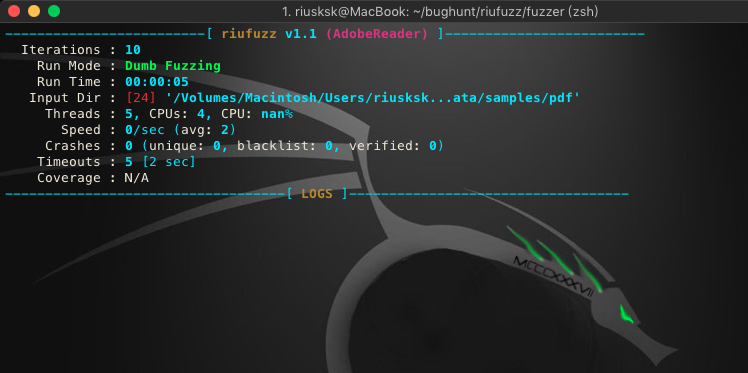 1. riusksk@MacBook: ~/bughunt/riufuzz/fuzzer (zsh)
-------------------------[ riufuzz v1.1 (AdobeReader) ]-------------------------
Iterations : 10
Run Mode : Dumb Fuzzing
Run Time : 00:00:05
Input Dir : [24] '/Volumes/Macintosh/Users/riusksk...ata/samples/pdf'
Threads : 5, CPUs: 4, CPU: nan%
Speed : 0/sec (avg: 2)
Crashes : 0 (unique: 0, blacklist: 0, verified: 0)
Timeouts : 5 [2 sec]
Coverage : N/A
-----------------------------------[ LOGS ]-----------------------------------
MCCCXXXVII